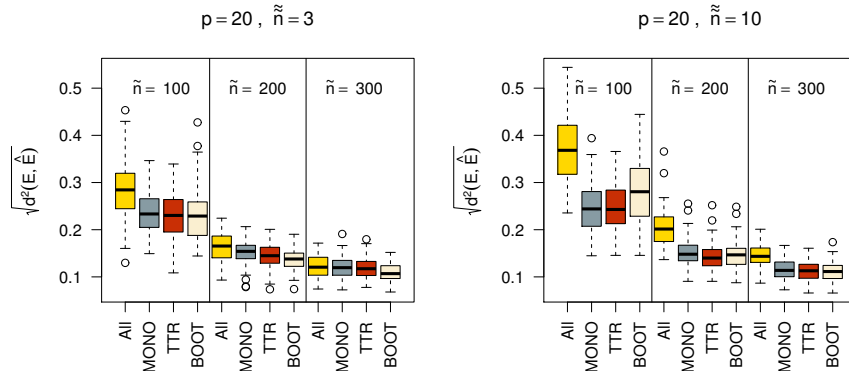 p = 20 , ñ̃ = 3
√d²(E, Ê)
0.5
0.4
0.3
0.2
0.1
ñ = 100
ñ = 200
ñ = 300
All
MONO
TTR
BOOT
All
MONO
TTR
BOOT
All
MONO
TTR
BOOT
p = 20 , ñ̃ = 10
√d²(E, Ê)
0.5
0.4
0.3
0.2
0.1
ñ = 100
ñ = 200
ñ = 300
All
MONO
TTR
BOOT
All
MONO
TTR
BOOT
All
MONO
TTR
BOOT